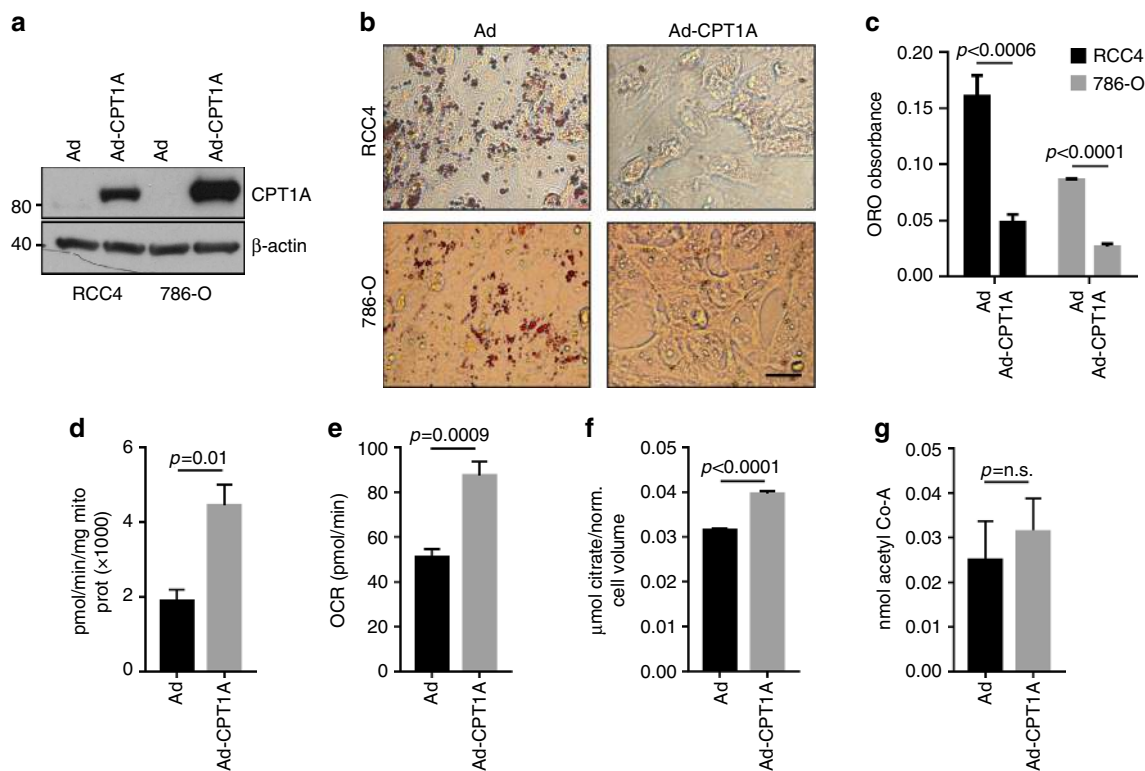 a
Ad
Ad-CPT1A
Ad
Ad-CPT1A
CPT1A
80
40
β-actin
RCC4 786-O
b
Ad Ad-CPT1A
RCC4
786-O
c
0.20
0.15
0.10
0.05
0.00
ORO obsorbance
p<0.0006
p<0.0001
RCC4
786-O
Ad
Ad-CPT1A
Ad
Ad-CPT1A
d
pmol/min/mg mito
prot (×1000)
6
4
2
0
p=0.01
Ad
Ad-CPT1A
e
OCR (pmol/min)
100
80
60
40
20
0
p=0.0009
Ad
Ad-CPT1A
f
μmol citrate/norm.
cell volume
0.05
0.04
0.03
0.02
0.01
0.00
p<0.0001
Ad
Ad-CPT1A
g
nmol acetyl Co-A
0.05
0.04
0.03
0.02
0.01
0.00
p=n.s.
Ad
Ad-CPT1A